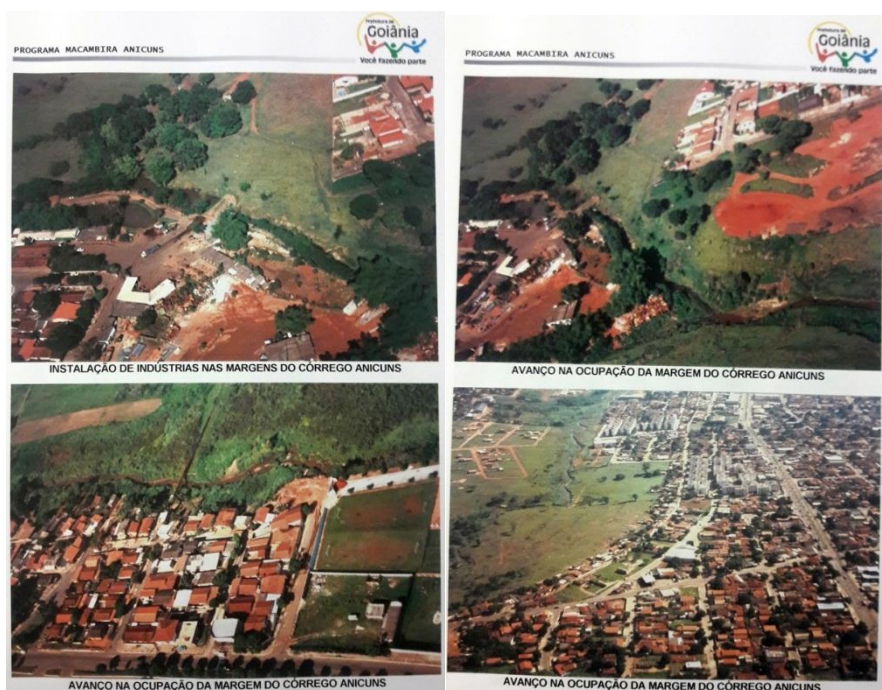 PROGRAMA MACAMBIRA ANICUNS
Prefeitura de
Goiânia
Você fazendo parte
INSTALAÇÃO DE INDÚSTRIAS NAS MARGENS DO CÓRREGO ANICUNS
AVANÇO NA OCUPAÇÃO DA MARGEM DO CÓRREGO ANICUNS
PROGRAMA MACAMBIRA ANICUNS
Prefeitura de
Goiânia
Você fazendo parte
AVANÇO NA OCUPAÇÃO DA MARGEM DO CÓRREGO ANICUNS
AVANÇO NA OCUPAÇÃO DA MARGEM DO CÓRREGO ANICUNS